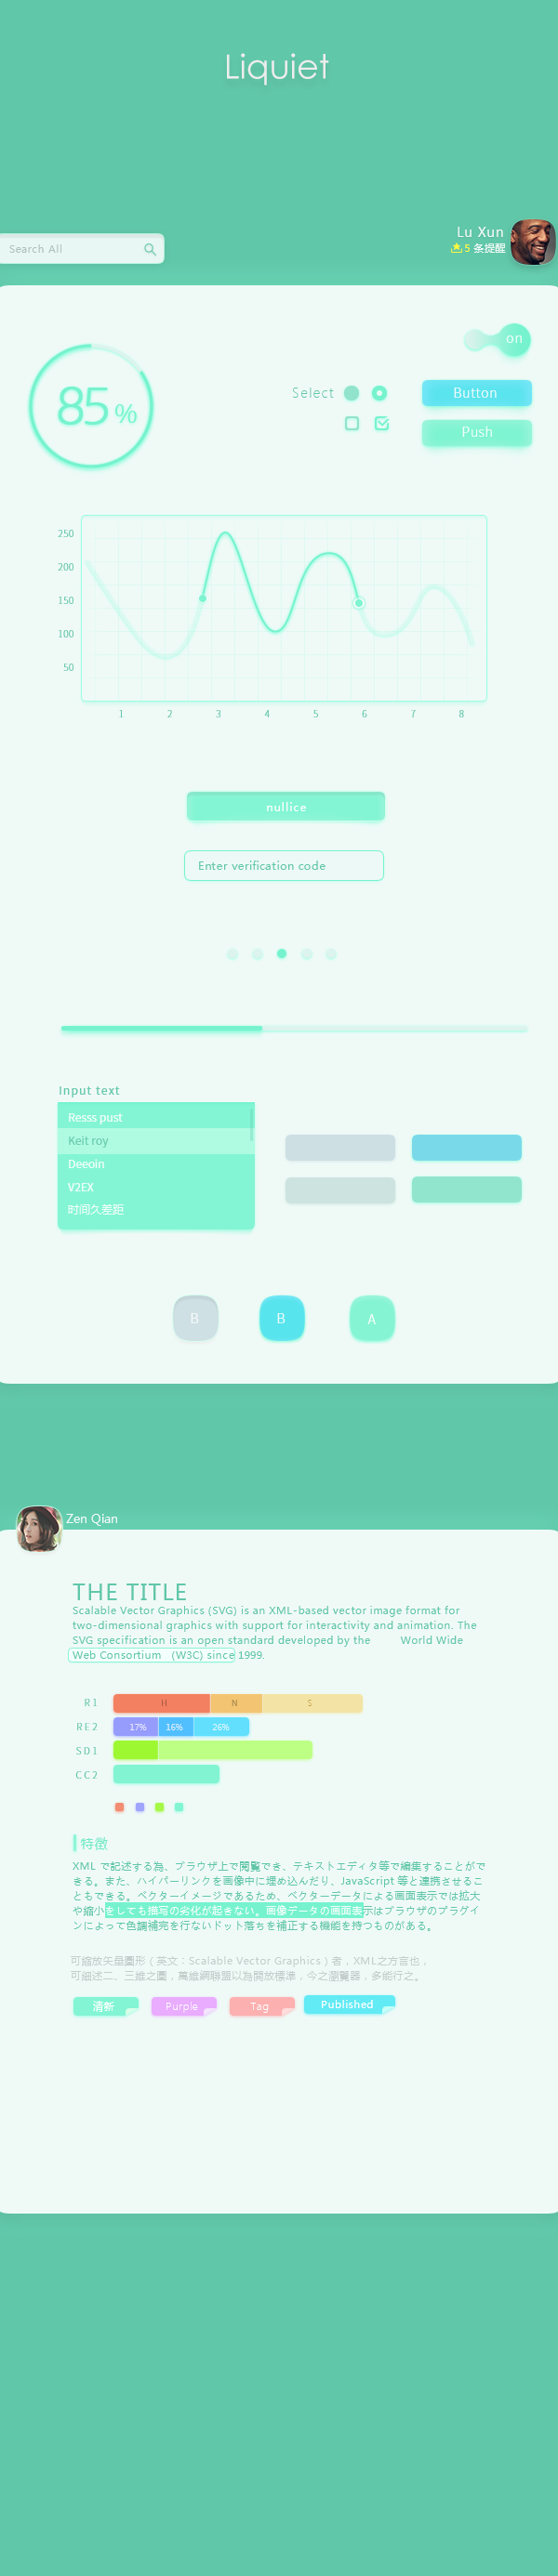 Liquiet
Search All
Lu Xun
5 条提醒
on
85 %
Select
Button
Push
250
200
150
100
50
1 2 3 4 5 6 7 8
nullice
Enter verification code
Input text
Resss pust
Keit roy
Deeoin
V2EX
时间久差距
B B A
Zen Qian
THE TITLE
Scalable Vector Graphics (SVG) is an XML-based vector image format for
two-dimensional graphics with support for interactivity and animation. The
SVG specification is an open standard developed by the World Wide
Web Consortium (W3C) since 1999.
R1 H N S
RE2 17% 16% 26%
SD1
CC2
特徴
XML で記述する為、ブラウザ上で閲覧でき、テキストエディタ等で編集することがで
きる。また、ハイパーリンクを画像中に埋め込んだり、JavaScript 等と連携させるこ
ともできる。ベクターイメージであるため、ベクターデータによる画面表示では拡大
や縮小をしても描写の劣化が起きない。画像データの画面表示はブラウザのプラグイ
ンによって色調補完を行ないドット落ちを補正する機能を持つものがある。
可縮放矢量圖形（英文：Scalable Vector Graphics）者，XML之方言也，
可細述二、三維之圖，萬維網聯盟以為開放標準，今之瀏覽器，多能行之。
清新 Purple Tag Published